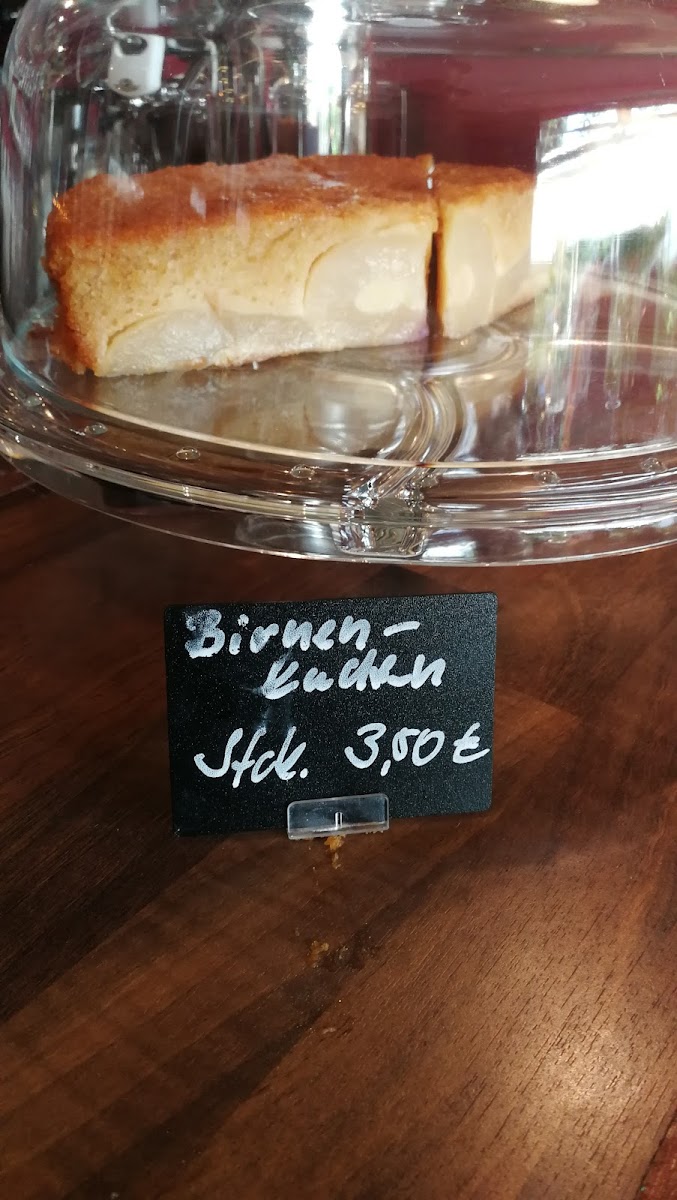 Birnen-
kuchen
Stck. 3,50 €